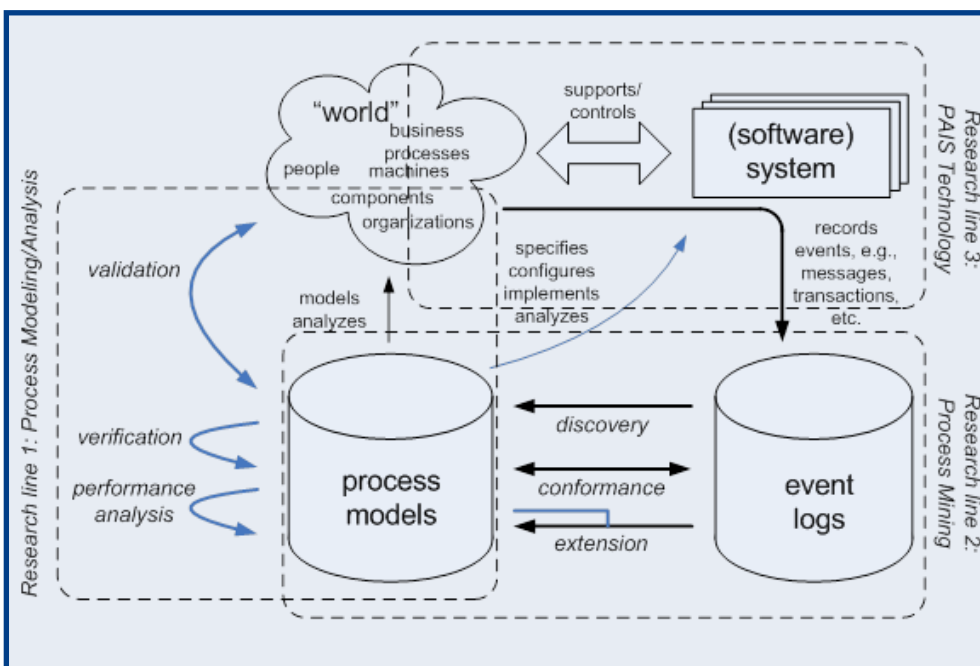 "world"
business
processes
people
machines
components
organizations
supports/
controls
(software)
system
Research line 3:
PAIS Technology
validation
models
analyzes
specifies
configures
implements
analyzes
records
events, e.g.,
messages,
transactions,
etc.
Research line 1: Process Modeling/Analysis
verification
performance
analysis
process
models
discovery
conformance
extension
event
logs
Research line 2:
Process Mining